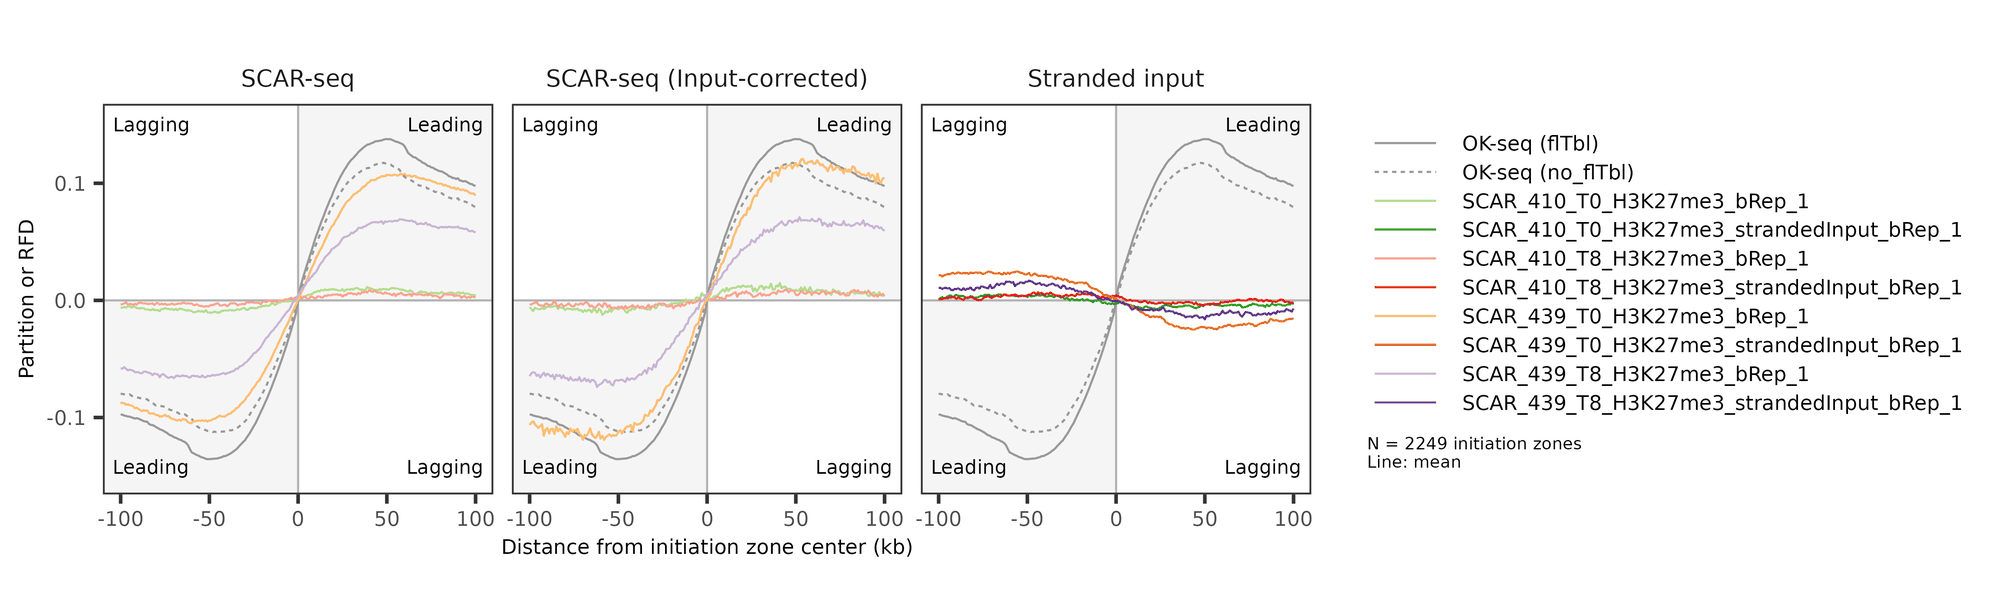 SCAR-seq
SCAR-seq (Input-corrected)
Stranded input
Lagging
Leading
Lagging
Leading
Lagging
Leading
Partition or RFD
0.1
0.0
-0.1
Leading
Lagging
Leading
Lagging
Leading
Lagging
-100 -50 0 50 100
-100 -50 0 50 100
-100 -50 0 50 100
Distance from initiation zone center (kb)
OK-seq (flTbl)
OK-seq (no_flTbl)
SCAR_410_T0_H3K27me3_bRep_1
SCAR_410_T0_H3K27me3_strandedInput_bRep_1
SCAR_410_T8_H3K27me3_bRep_1
SCAR_410_T8_H3K27me3_strandedInput_bRep_1
SCAR_439_T0_H3K27me3_bRep_1
SCAR_439_T0_H3K27me3_strandedInput_bRep_1
SCAR_439_T8_H3K27me3_bRep_1
SCAR_439_T8_H3K27me3_strandedInput_bRep_1
N = 2249 initiation zones
Line: mean